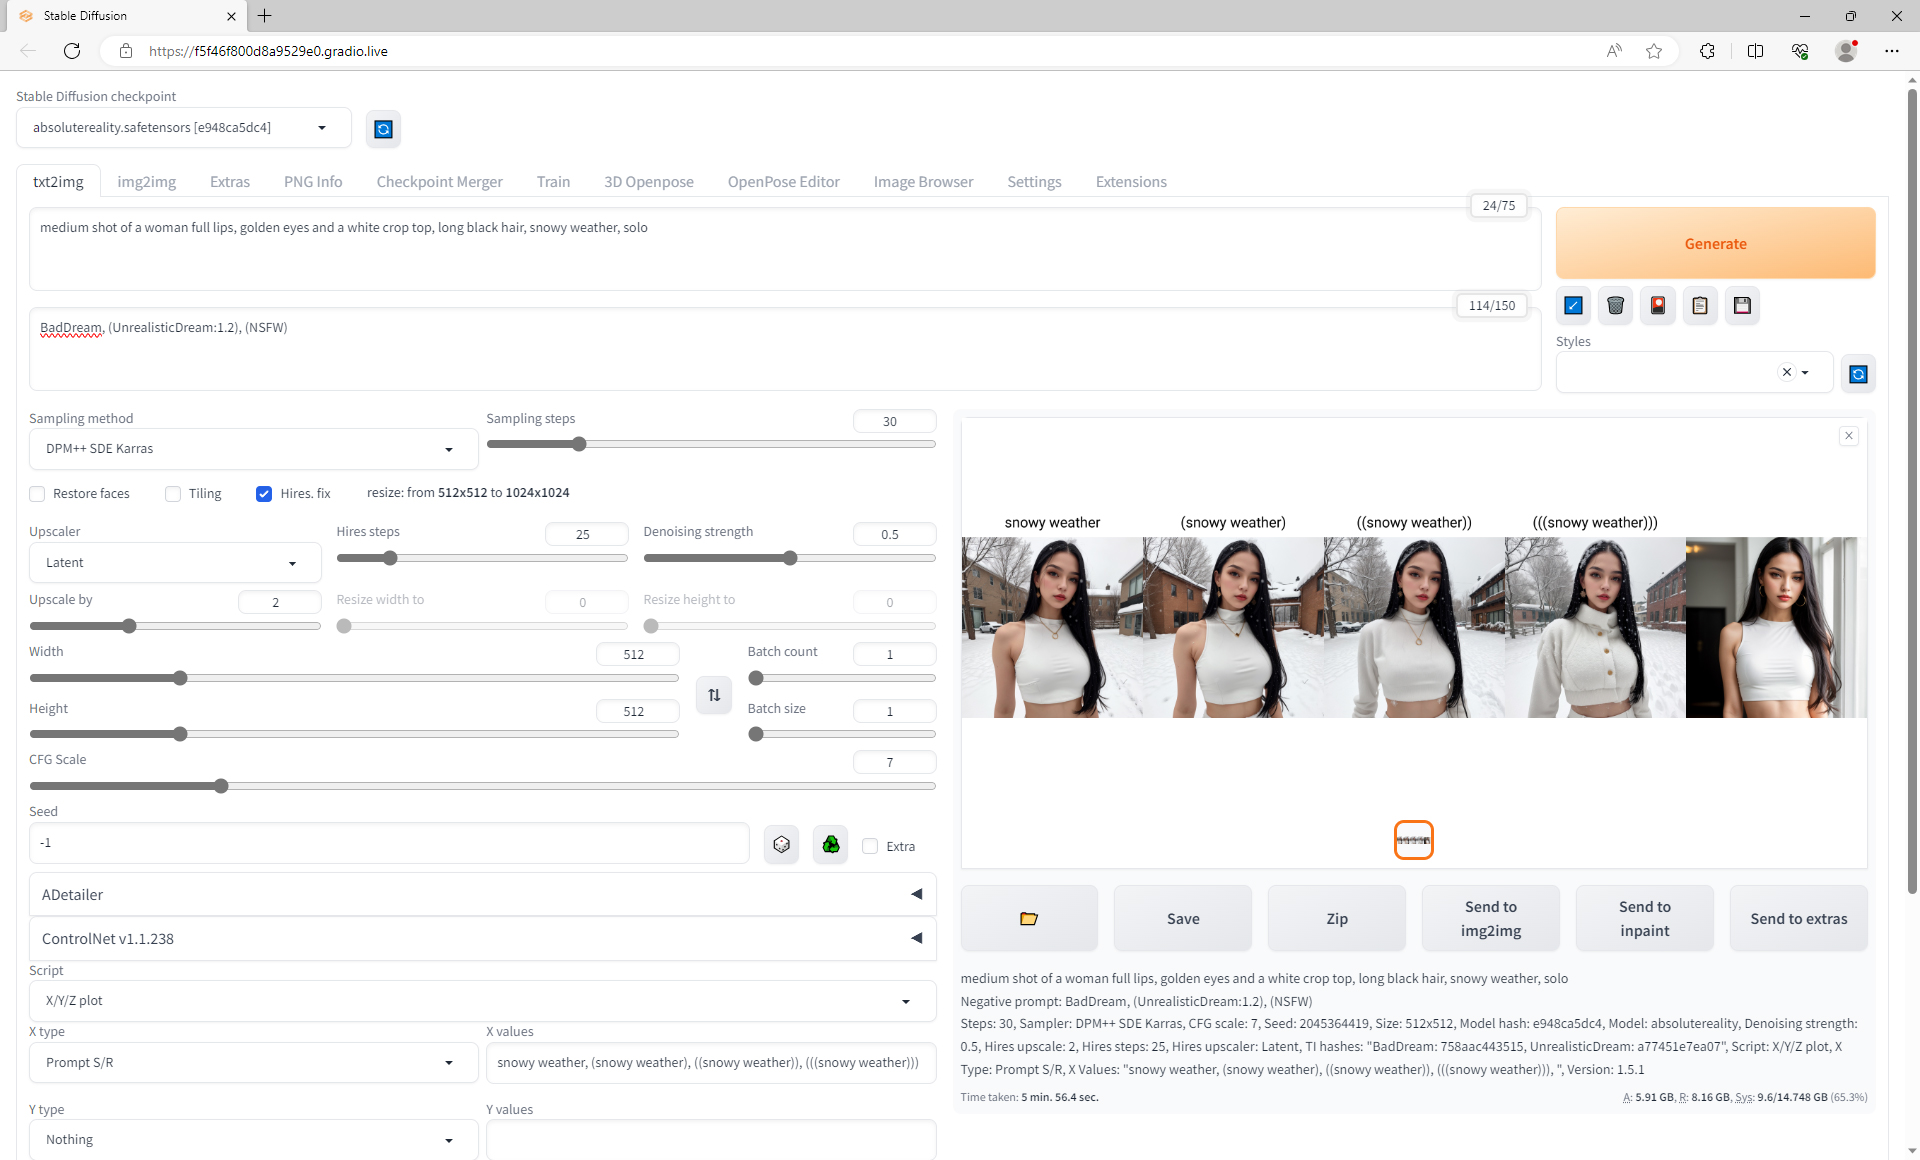 Stable Diffusion
https://f5f46f800d8a9529e0.gradio.live
Stable Diffusion checkpoint
absolutereality.safetensors [e948ca5dc4]
txt2img img2img Extras PNG Info Checkpoint Merger Train 3D Openpose OpenPose Editor Image Browser Settings Extensions
24/75
medium shot of a woman full lips, golden eyes and a white crop top, long black hair, snowy weather, solo
Generate
114/150
BadDream, (UnrealisticDream:1.2), (NSFW)
Styles
Sampling method
DPM++ SDE Karras
Sampling steps
30
Restore faces Tiling Hires. fix resize: from 512x512 to 1024x1024
Upscaler
Latent
Hires steps
25
Denoising strength
0.5
Upscale by
2
Resize width to
0
Resize height to
0
Width
512
Batch count
1
Height
512
Batch size
1
CFG Scale
7
Seed
-1
Extra
ADetailer
ControlNet v1.1.238
Script
X/Y/Z plot
X type
Prompt S/R
X values
snowy weather, (snowy weather), ((snowy weather)), (((snowy weather)))
Y type
Nothing
Y values
snowy weather (snowy weather) ((snowy weather)) (((snowy weather)))
Save
Zip
Send to
img2img
Send to
inpaint
Send to extras
medium shot of a woman full lips, golden eyes and a white crop top, long black hair, snowy weather, solo
Negative prompt: BadDream, (UnrealisticDream:1.2), (NSFW)
Steps: 30, Sampler: DPM++ SDE Karras, CFG scale: 7, Seed: 2045364419, Size: 512x512, Model hash: e948ca5dc4, Model: absolutereality, Denoising strength:
0.5, Hires upscale: 2, Hires steps: 25, Hires upscaler: Latent, TI hashes: "BadDream: 758aac443515, UnrealisticDream: a77451e7ea07", Script: X/Y/Z plot, X
Type: Prompt S/R, X Values: "snowy weather, (snowy weather), ((snowy weather)), (((snowy weather))), ", Version: 1.5.1
Time taken: 5 min. 56.4 sec.
A: 5.91 GB, R: 8.16 GB, Sys: 9.6/14.748 GB (65.3%)